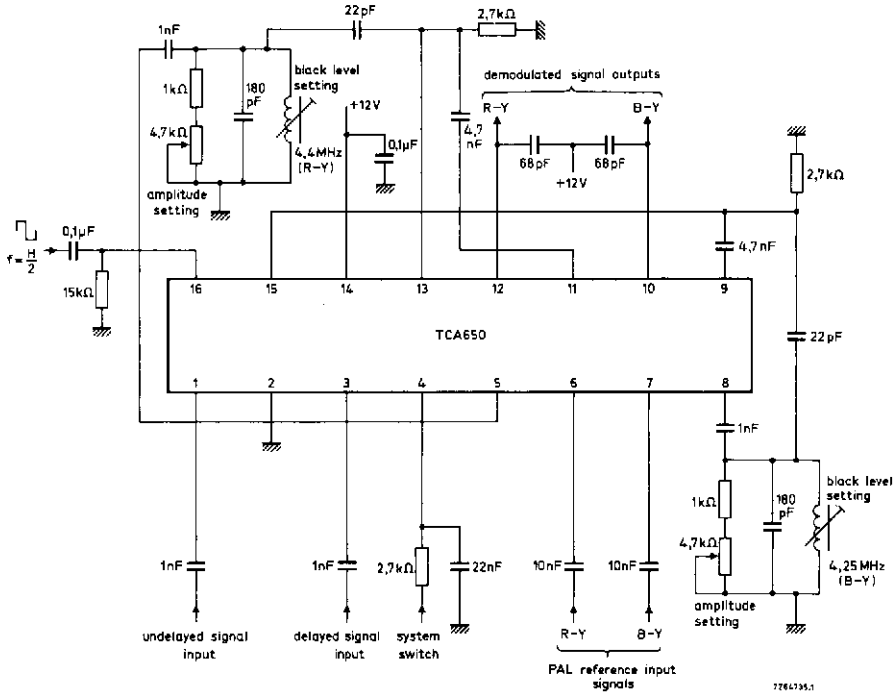 22pF
2,7kΩ
1nF
black level
setting
demodulated signal outputs
R-Y
B-Y
1kΩ
180
pF
+12V
4,7kΩ
4,4MHz
(R-Y)
0,1μF
4,7
nF
68pF
68pF
+12V
2,7kΩ
amplitude
setting
0,1μF
f=H/2
15kΩ
4,7nF
16
15
14
13
12
11
10
9
TCA650
22pF
1
2
3
4
5
6
7
8
1nF
black level
setting
1kΩ
180
pF
4,7kΩ
4,25MHz
(B-Y)
1nF
1nF
2,7kΩ
22nF
10nF
10nF
amplitude
setting
undelayed signal
input
delayed signal
input
system
switch
R-Y
B-Y
PAL reference input
signals
7264735.1